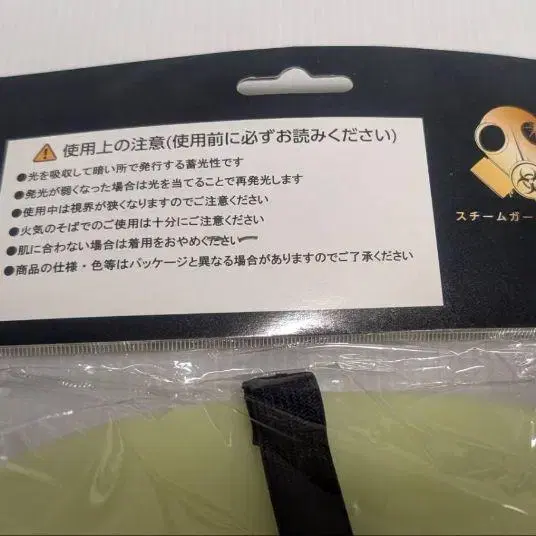 使用上の注意(使用前に必ずお読みください)
●光を吸収して暗い所で発行する蓄光性です
●発光が弱くなった場合は光を当てることで再発光します
●使用中は視界が狭くなりますのでご注意ください
●火気のそばでのご使用は十分にご注意ください
●肌に合わない場合は着用をおやめください
●商品の仕様・色等はパッケージと異なる場合がありますのでご了承ください
スチームガー